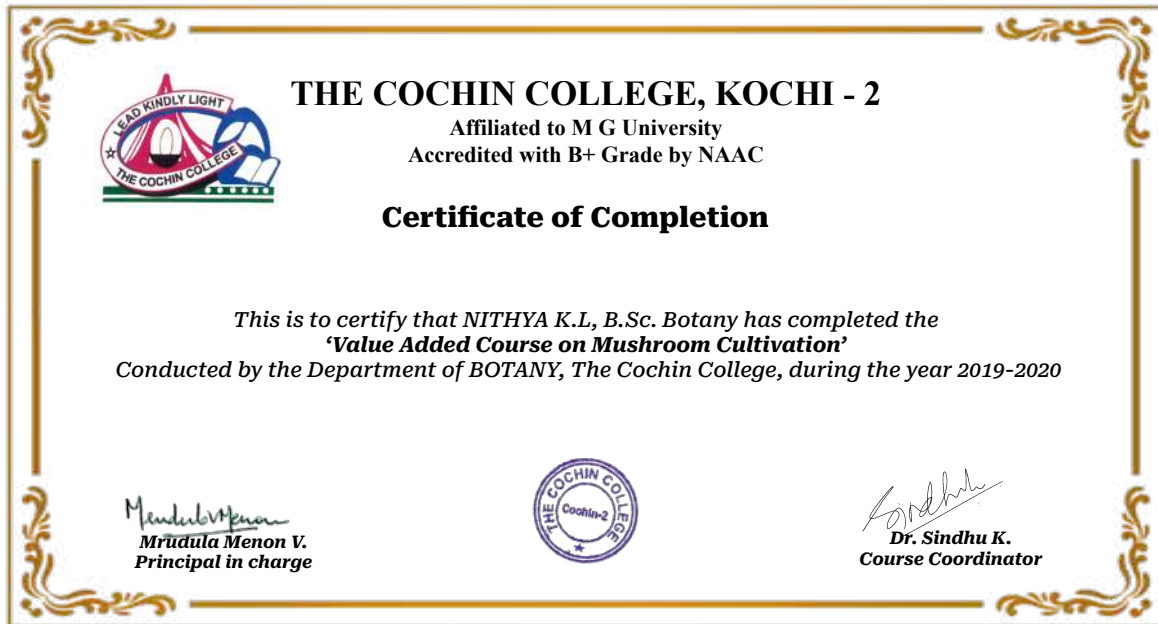 LEAD KINDLY LIGHT
THE COCHIN COLLEGE
THE COCHIN COLLEGE, KOCHI - 2
Affiliated to M G University
Accredited with B+ Grade by NAAC
Certificate of Completion
This is to certify that NITHYA K.L, B.Sc. Botany has completed the
‘Value Added Course on Mushroom Cultivation’
Conducted by the Department of BOTANY, The Cochin College, during the year 2019-2020
THE COCHIN COLLEGE
Cochin-2
Mrudula Menon V.
Principal in charge
Sindhu
Dr. Sindhu K.
Course Coordinator